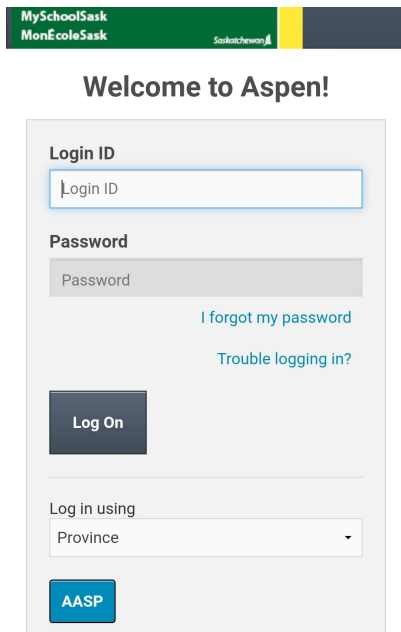 MySchoolSask
MonÉcoleSask
Saskatchewan
Welcome to Aspen!
Login ID
Login ID
Password
Password
I forgot my password
Trouble logging in?
Log On
Log in using
Province
AASP